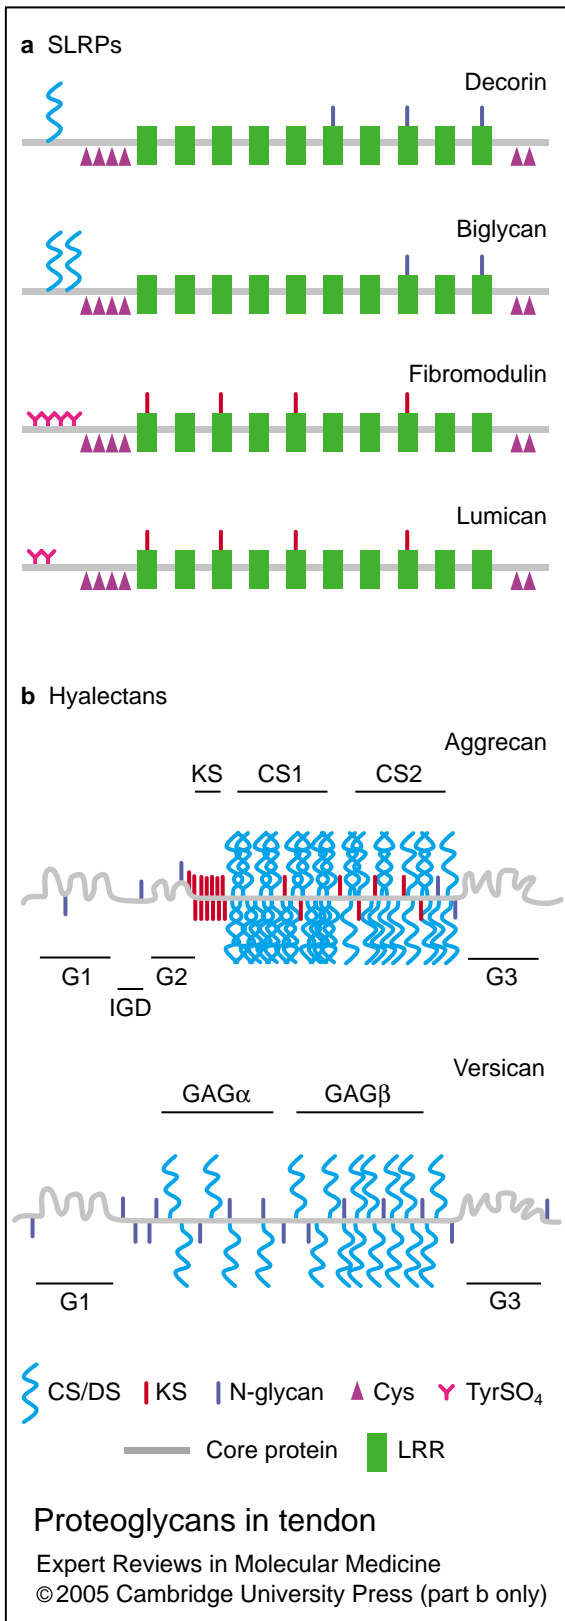 a SLRPs
Decorin
Biglycan
Fibromodulin
Lumican
b Hyalectans
Aggrecan
KS CS1 CS2
G1 G2 G3
IGD
Versican
GAGα GAGβ
G1 G3
CS/DS KS N-glycan Cys TyrSO₄
Core protein LRR
Proteoglycans in tendon
Expert Reviews in Molecular Medicine
©2005 Cambridge University Press (part b only)